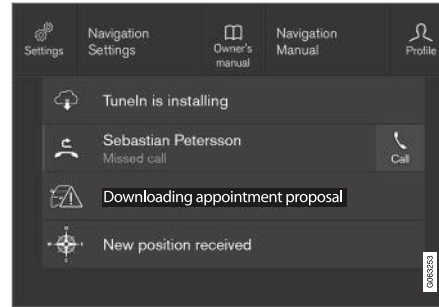 Settings
Navigation
Settings
Owner's
manual
Navigation
Manual
Profile
TuneIn is installing
Sebastian Petersson
Missed call
Call
Downloading appointment proposal
New position received
G063253